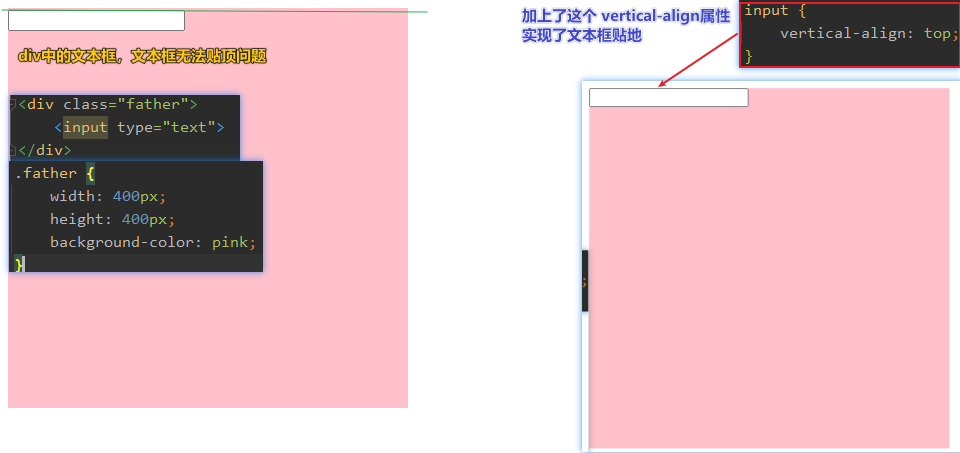 div中的文本框，文本框无法贴顶问题
<div class="father">
<input type="text">
</div>
.father {
width: 400px;
height: 400px;
background-color: pink;
}
加上了这个 vertical-align属性
实现了文本框贴地
input {
vertical-align: top;
}
;